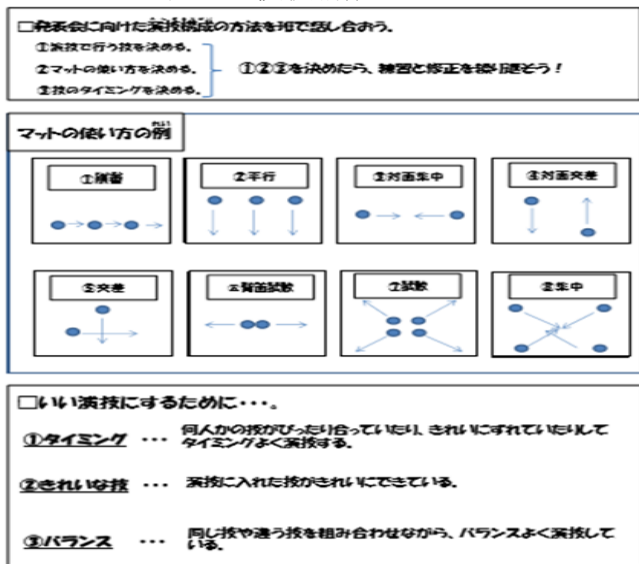 □発表会に向けた演技構成の方法を班で話し合おう。
①演技で行う技を決める。
②マットの使い方を決める。
③技のタイミングを決める。
①②③を決めたら、練習と修正を繰り返そう！
マットの使い方の例
①順番
②平行
③対面集中
④対面交差
⑤交差
背面
⑧集中
□いい演技にするために・・・。
①タイミング ・・・ 何人かの技がぴったり合っていたり、きれいにずれていたりして
タイミングよく演技する。
②きれいな技 ・・・ 演技に入れた技がきれいにできている。
③バランス ・・・ 同じ技や違う技を組み合わせながら、バランスよく演技して
いる。